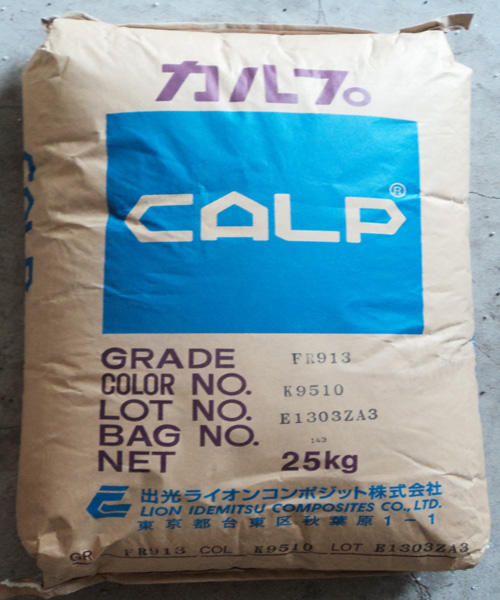 カルプ
CALP®
GRADE FR913
COLOR NO. K9510
LOT NO. E1303ZA3
BAG NO. 143
NET 25kg
出光ライオンコンポジット株式会社
LION IDEMITSU COMPOSITES CO., LTD.
東京都台東区秋葉原1-1
GR FR913 COL K9510 LOT E1303ZA3
CALP